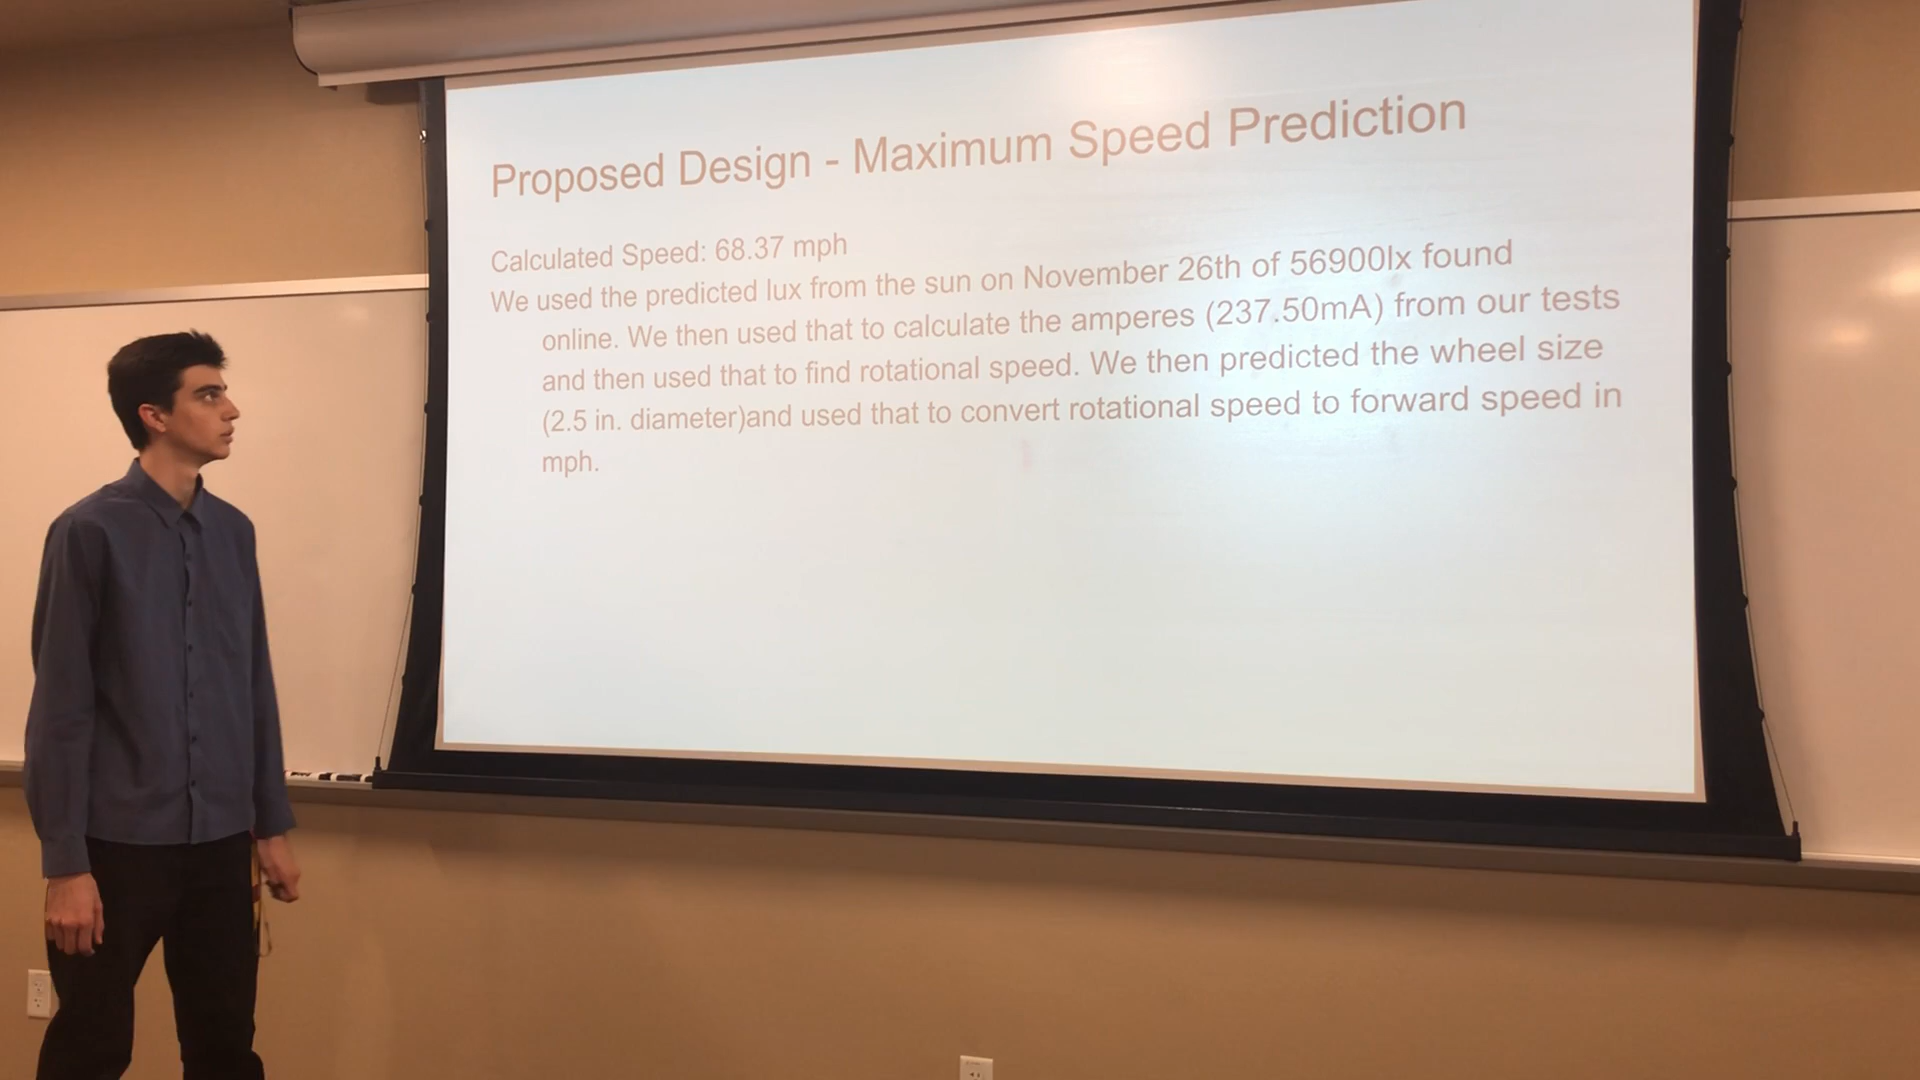 Proposed Design - Maximum Speed Prediction
Calculated Speed: 68.37 mph
We used the predicted lux from the sun on November 26th of 56900lx found
online. We then used that to calculate the amperes (237.50mA) from our tests
and then used that to find rotational speed. We then predicted the wheel size
(2.5 in. diameter)and used that to convert rotational speed to forward speed in
mph.